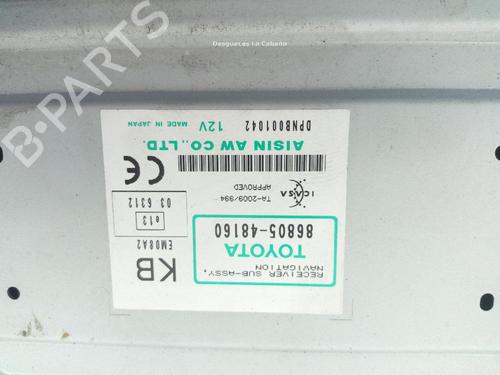 Desguaces La Cabaña
RECEIVER SUB-ASSY,
NAVIGATION
TOYOTA
86805-48160
KB
EM08A2
e13
03 6312
TA-2009/994
APPROVED
ICASA
CE
AISIN AW CO., LTD.
DPNB001042 12V MADE IN JAPAN
B-PARTS